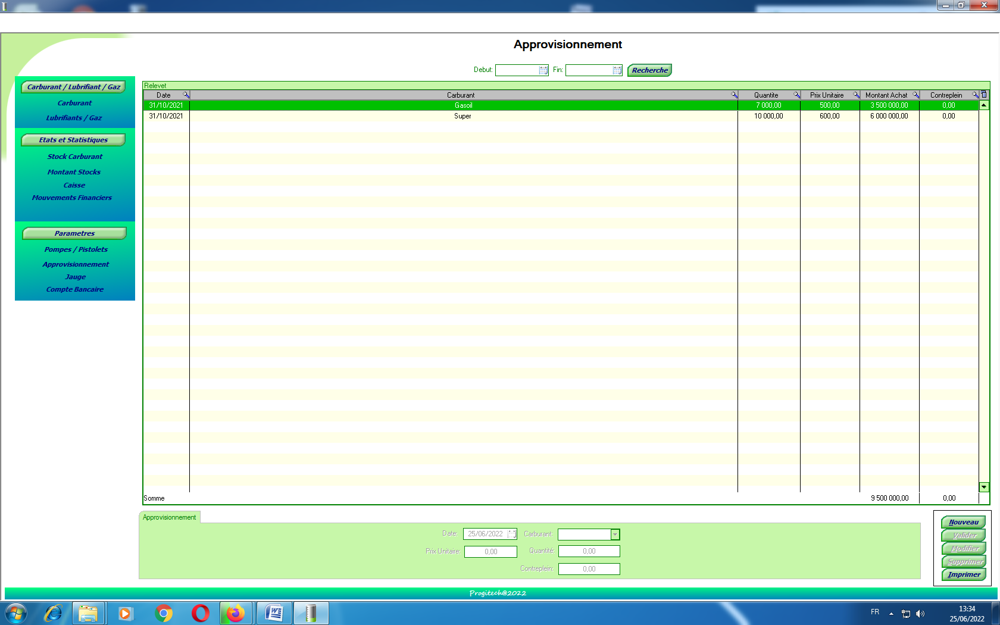 Approvisionnement
Debut: Fin: Recherche
Carburant / Lubrifiant / Gaz
Carburant
Lubrifiants / Gaz
Etats et Statistiques
Stock Carburant
Montant Stocks
Caisse
Mouvements Financiers
Parametres
Pompes / Pistolets
Approvisionnement
Jauge
Compte Bancaire
Relevet
Date Carburant Quantite Prix Unitaire Montant Achat Contreplein
31/10/2021 Gasoil 7 000,00 500,00 3 500 000,00 0,00
31/10/2021 Super 10 000,00 600,00 6 000 000,00 0,00
Somme 9 500 000,00 0,00
Approvisionnement
Date: 25/06/2022 Carburant:
Prix Unitaire: 0,00 Quantité: 0,00
Contreplein: 0,00
Nouveau
Valider
Modifier
Supprimer
Imprimer
Progitech@2022
FR 13:34
25/06/2022